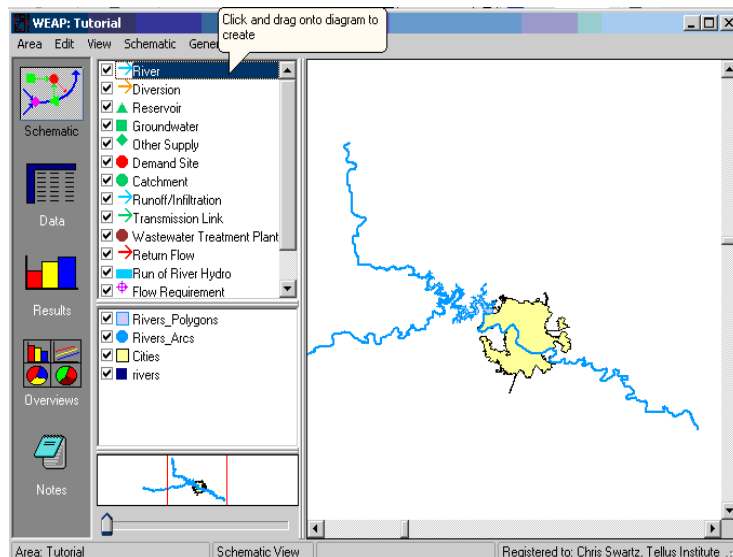 WEAP: Tutorial
Click and drag onto diagram to
create
Area Edit View Schematic Gener
River
Diversion
Reservoir
Groundwater
Other Supply
Demand Site
Catchment
Runoff/Infiltration
Transmission Link
Wastewater Treatment Plant
Return Flow
Run of River Hydro
Flow Requirement
Schematic
Data
Results
Overviews
Notes
Rivers_Polygons
Rivers_Arcs
Cities
rivers
Area: Tutorial
Schematic View
Registered to: Chris Swartz, Tellus Institute